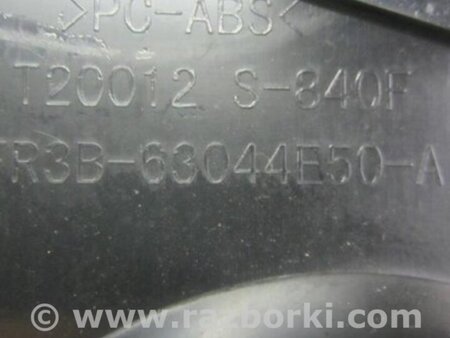 >PC-ABS<
T20012 S-840F
FR3B-63044E50-A
© www.razborki.com